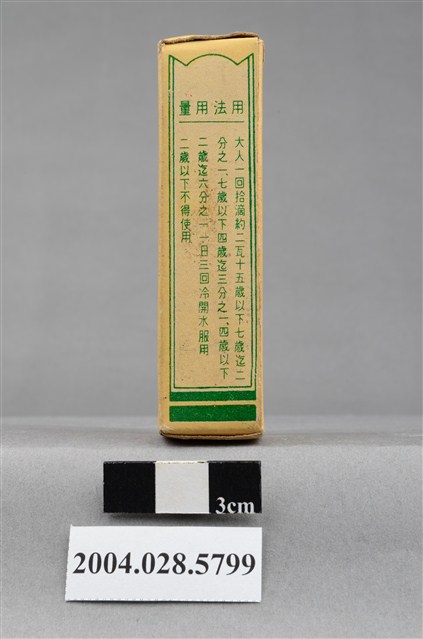 用法用量
大人一回拾滴約二瓦十五歲以下七歲迄二
分之一、七歲以下四歲迄三分之一、四歲以下
二歲迄六分之一一日三回冷開水服用
二歲以下不得使用
3cm
2004.028.5799